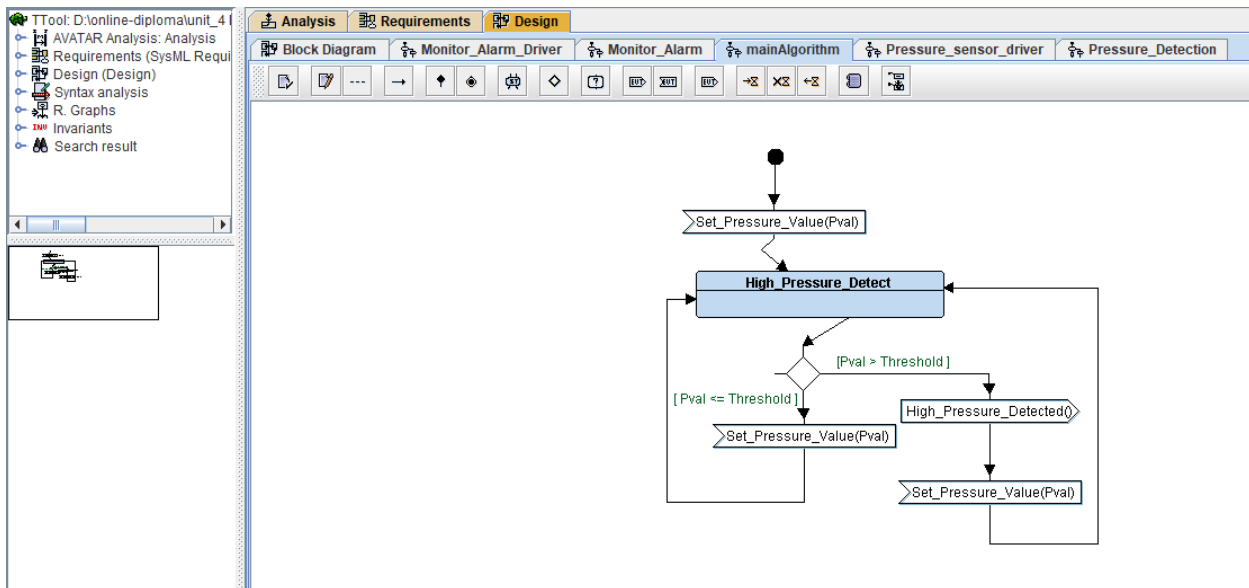 TTool: D:\online-diploma\unit_4
AVATAR Analysis: Analysis
Requirements (SysML Requi
Design (Design)
Syntax analysis
R. Graphs
INV Invariants
Search result
Analysis Requirements Design
Block Diagram Monitor_Alarm_Driver Monitor_Alarm mainAlgorithm Pressure_sensor_driver Pressure_Detection
Set_Pressure_Value(Pval)
High_Pressure_Detect
[Pval > Threshold ]
[ Pval <= Threshold ]
High_Pressure_Detected()
Set_Pressure_Value(Pval)
Set_Pressure_Value(Pval)